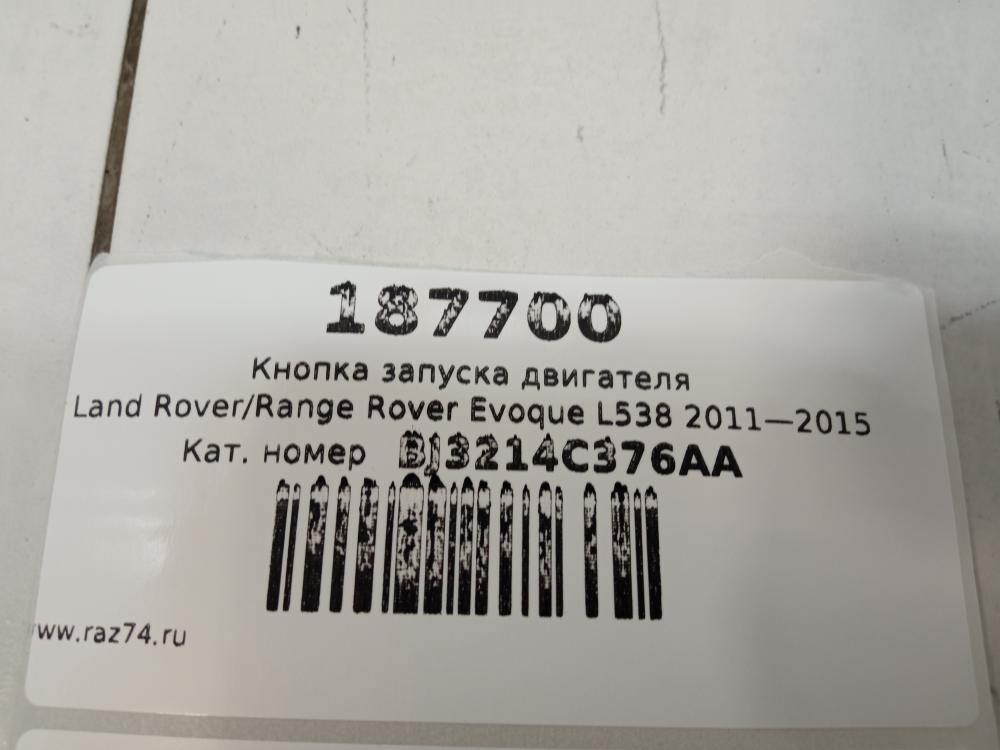 187700
Кнопка запуска двигателя
Land Rover/Range Rover Evoque L538 2011—2015
Кат. номер BJ3214C376AA
www.raz74.ru